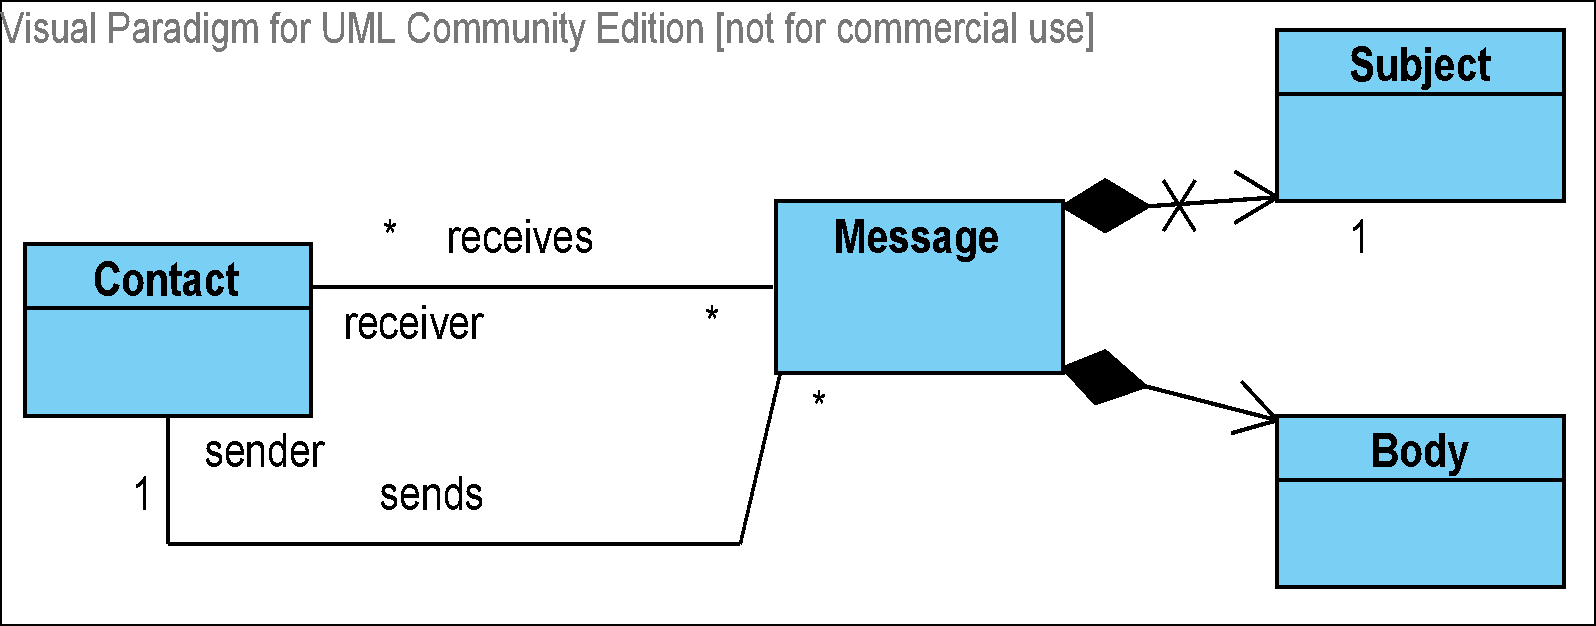 Visual Paradigm for UML Community Edition [not for commercial use]
Subject
1
* receives
Message
Contact
receiver *
*
sender
1 sends
Body